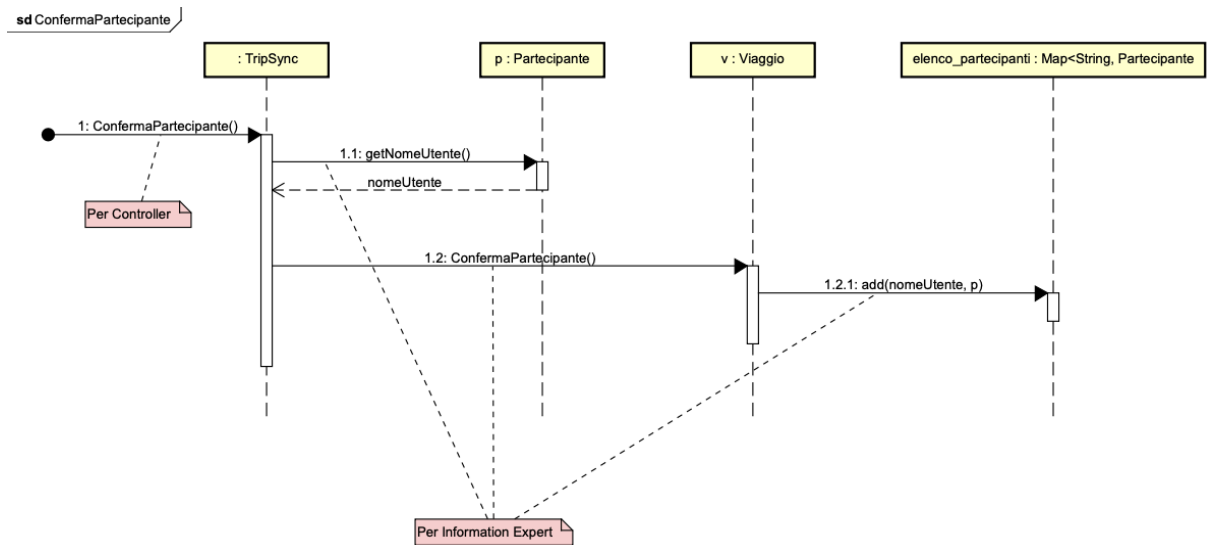 sd ConfermaPartecipante
: TripSync
p : Partecipante
v : Viaggio
elenco_partecipanti : Map<String, Partecipante
1: ConfermaPartecipante()
1.1: getNomeUtente()
nomeUtente
Per Controller
1.2: ConfermaPartecipante()
1.2.1: add(nomeUtente, p)
Per Information Expert